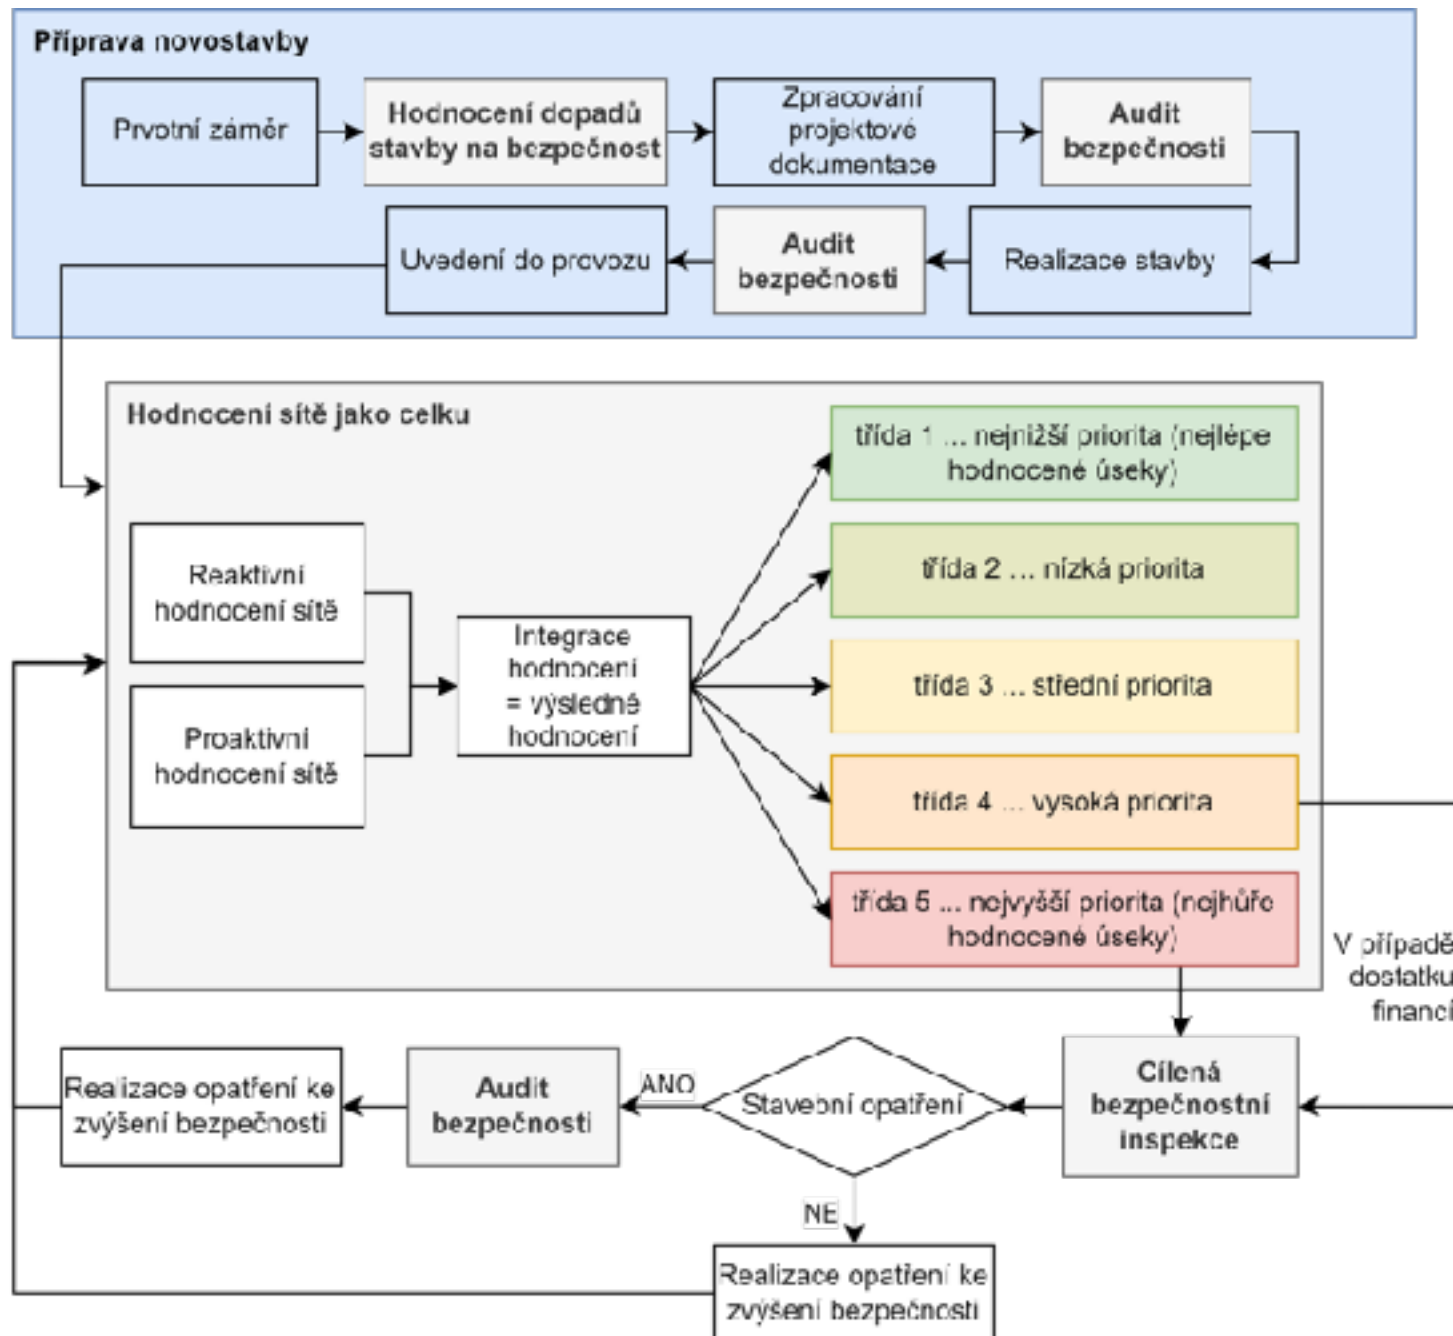 Příprava novostavby
Prvotní záměr
Hodnocení dopadů
stavby na bezpečnost
Zpracování
projektové
dokumentace
Audit
bezpečnosti
Uvedení do provozu
Audit
bezpečnosti
Realizace stavby
Hodnocení sítě jako celku
třída 1 ... nejnižší priorita (nejlépe
hodnocené úseky)
Reaktivní
hodnocení sítě
třída 2 ... nízká priorita
Integrace
hodnocení
= výsledné
hodnocení
třída 3 ... střední priorita
Proaktivní
hodnocení sítě
třída 4 ... vysoká priorita
třída 5 ... nejvyšší priorita (nejhůře
hodnocené úseky)
V případě
dostatku
financí
Realizace opatření ke
zvýšení bezpečnosti
Audit
bezpečnosti
ANO
Stavební opatření
Cílená
bezpečnostní
inspekce
NE
Realizace opatření ke
zvýšení bezpečnosti